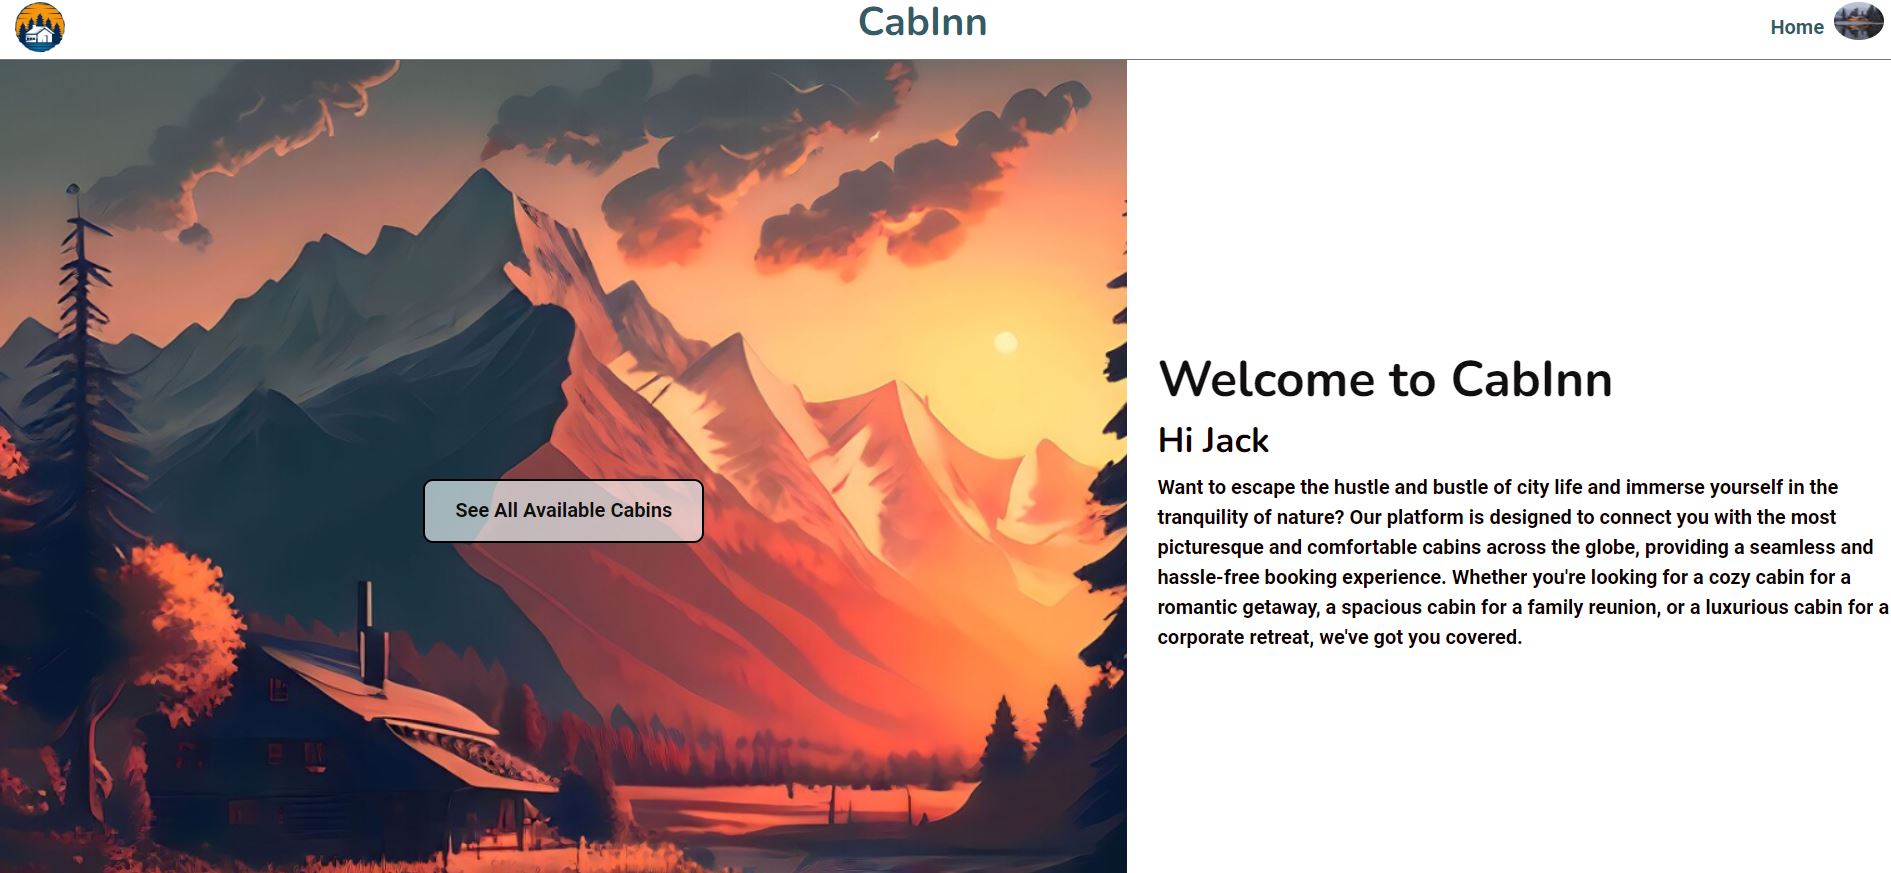 CabInn
Home
See All Available Cabins
Welcome to CabInn
Hi Jack
Want to escape the hustle and bustle of city life and immerse yourself in the
tranquility of nature? Our platform is designed to connect you with the most
picturesque and comfortable cabins across the globe, providing a seamless and
hassle-free booking experience. Whether you're looking for a cozy cabin for a
romantic getaway, a spacious cabin for a family reunion, or a luxurious cabin for a
corporate retreat, we've got you covered.